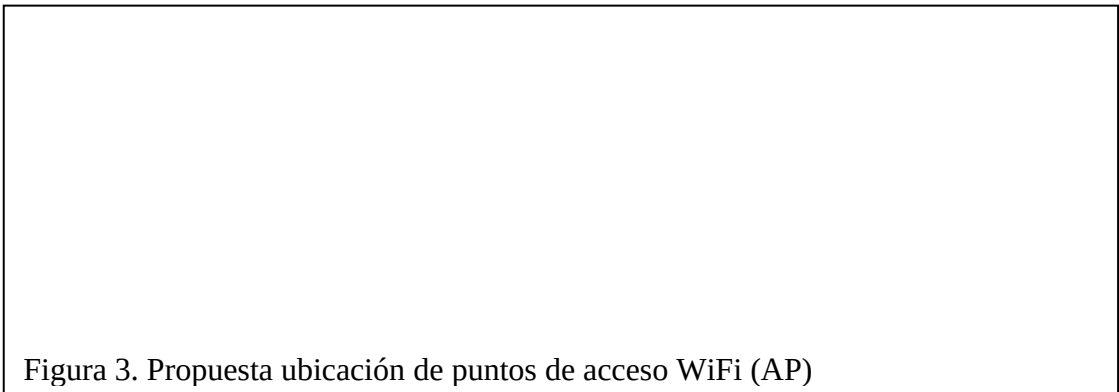 Figura 3. Propuesta ubicación de puntos de acceso WiFi (AP)